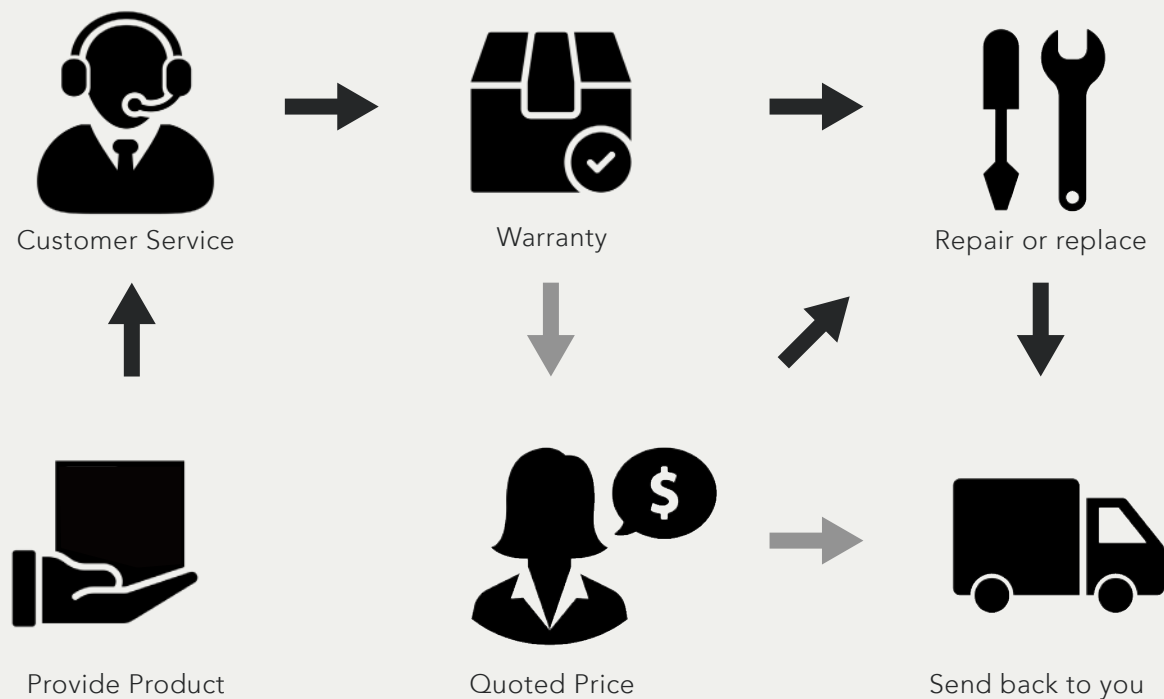 Customer Service
Warranty
Repair or replace
$
Provide Product
Quoted Price
Send back to you